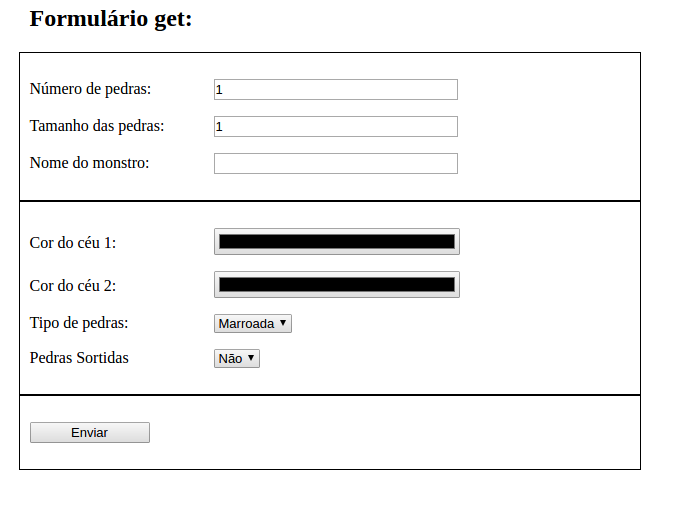 Formulário get:
Número de pedras: 1
Tamanho das pedras: 1
Nome do monstro:
Cor do céu 1:
Cor do céu 2:
Tipo de pedras: Marroada
Pedras Sortidas Não
Enviar